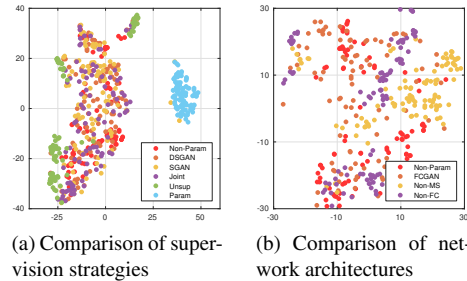 40
20
0
-20
-40
-25
0
25
50
Non-Param
DSGAN
SGAN
Joint
Unsup
Param
30
10
-10
-30
-30
-10
10
30
Non-Param
FCGAN
Non-MS
Non-FC
(a) Comparison of super-
vision strategies
(b) Comparison of net-
work architectures